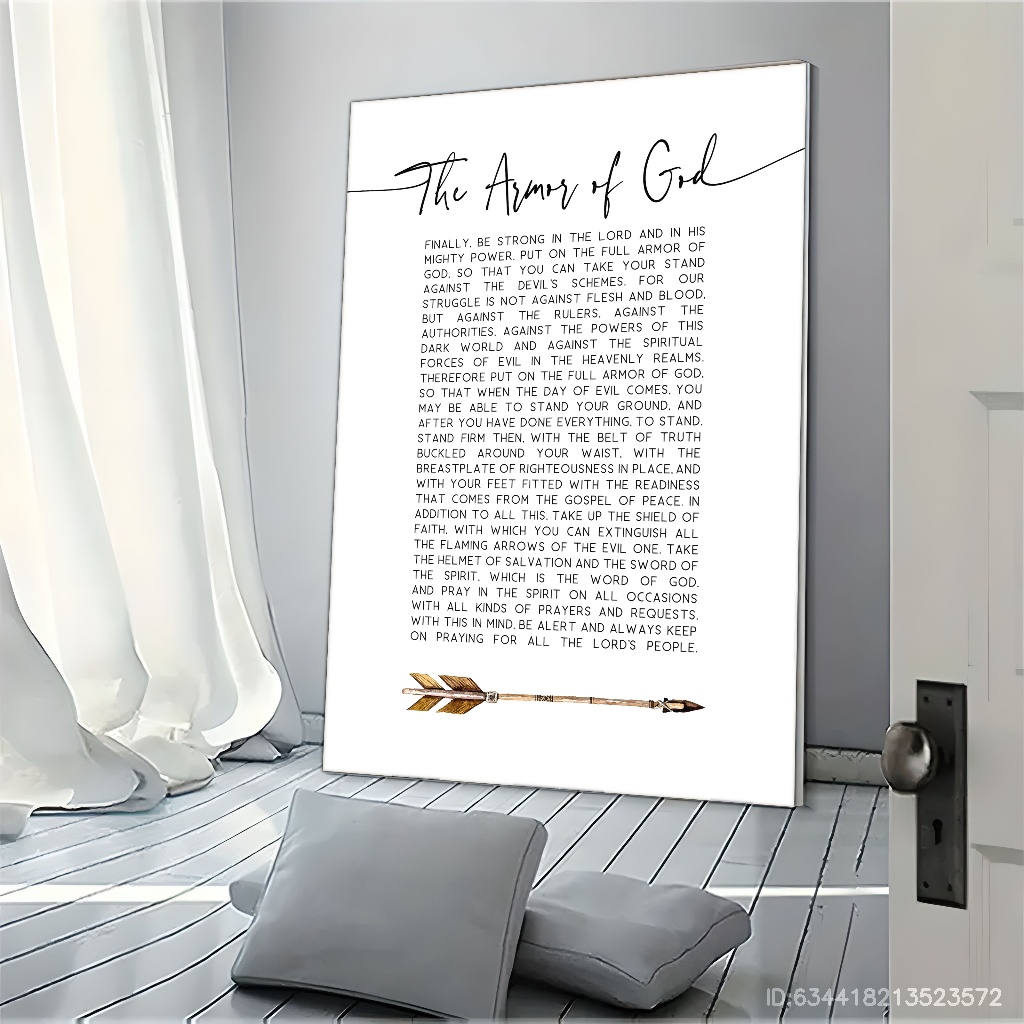 The Armor of God
FINALLY, BE STRONG IN THE LORD AND IN HIS
MIGHTY POWER. PUT ON THE FULL ARMOR OF
GOD, SO THAT YOU CAN TAKE YOUR STAND
AGAINST THE DEVIL'S SCHEMES. FOR OUR
STRUGGLE IS NOT AGAINST FLESH AND BLOOD,
BUT AGAINST THE RULERS, AGAINST THE
AUTHORITIES, AGAINST THE POWERS OF THIS
DARK WORLD AND AGAINST THE SPIRITUAL
FORCES OF EVIL IN THE HEAVENLY REALMS.
THEREFORE PUT ON THE FULL ARMOR OF GOD,
SO THAT WHEN THE DAY OF EVIL COMES, YOU
MAY BE ABLE TO STAND YOUR GROUND, AND
AFTER YOU HAVE DONE EVERYTHING, TO STAND.
STAND FIRM THEN, WITH THE BELT OF TRUTH
BUCKLED AROUND YOUR WAIST, WITH THE
BREASTPLATE OF RIGHTEOUSNESS IN PLACE, AND
WITH YOUR FEET FITTED WITH THE READINESS
THAT COMES FROM THE GOSPEL OF PEACE. IN
ADDITION TO ALL THIS, TAKE UP THE SHIELD OF
FAITH, WITH WHICH YOU CAN EXTINGUISH ALL
THE FLAMING ARROWS OF THE EVIL ONE. TAKE
THE HELMET OF SALVATION AND THE SWORD OF
THE SPIRIT, WHICH IS THE WORD OF GOD.
AND PRAY IN THE SPIRIT ON ALL OCCASIONS
WITH ALL KINDS OF PRAYERS AND REQUESTS.
WITH THIS IN MIND, BE ALERT AND ALWAYS KEEP
ON PRAYING FOR ALL THE LORD'S PEOPLE.
ID:634418213523572